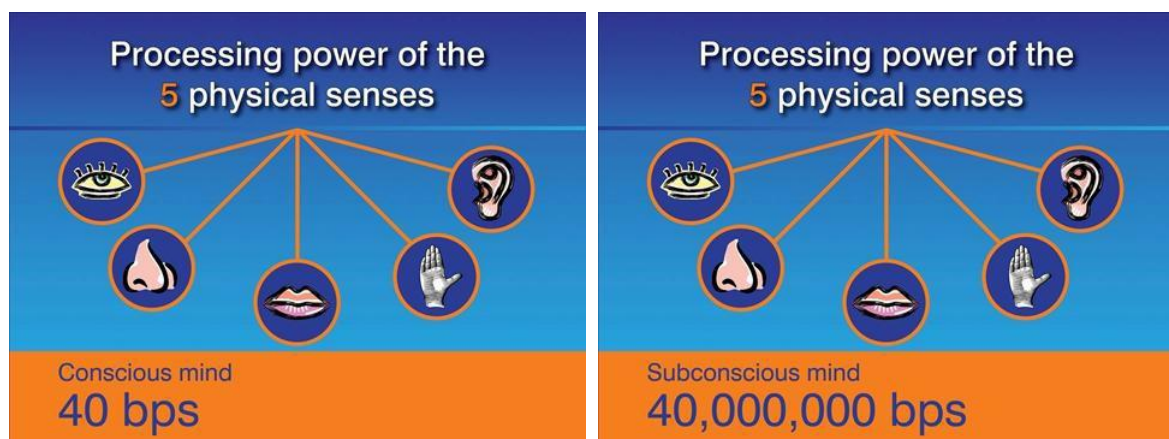 Processing power of the
5 physical senses
Conscious mind
40 bps
Processing power of the
5 physical senses
Subconscious mind
40,000,000 bps